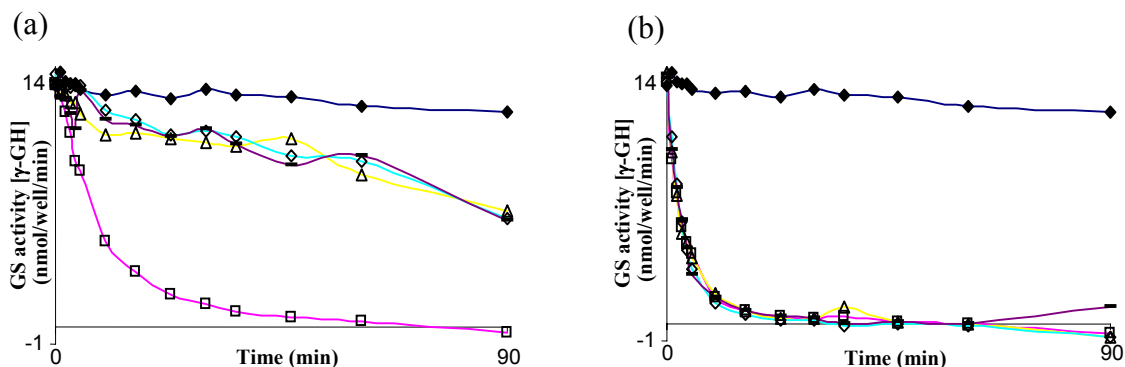 (a)
14
GS activity [γ-GH]
(nmol/well/min)
-1
0
Time (min)
90
(b)
14
GS activity [γ-GH]
(nmol/well/min)
-1
0
Time (min)
90